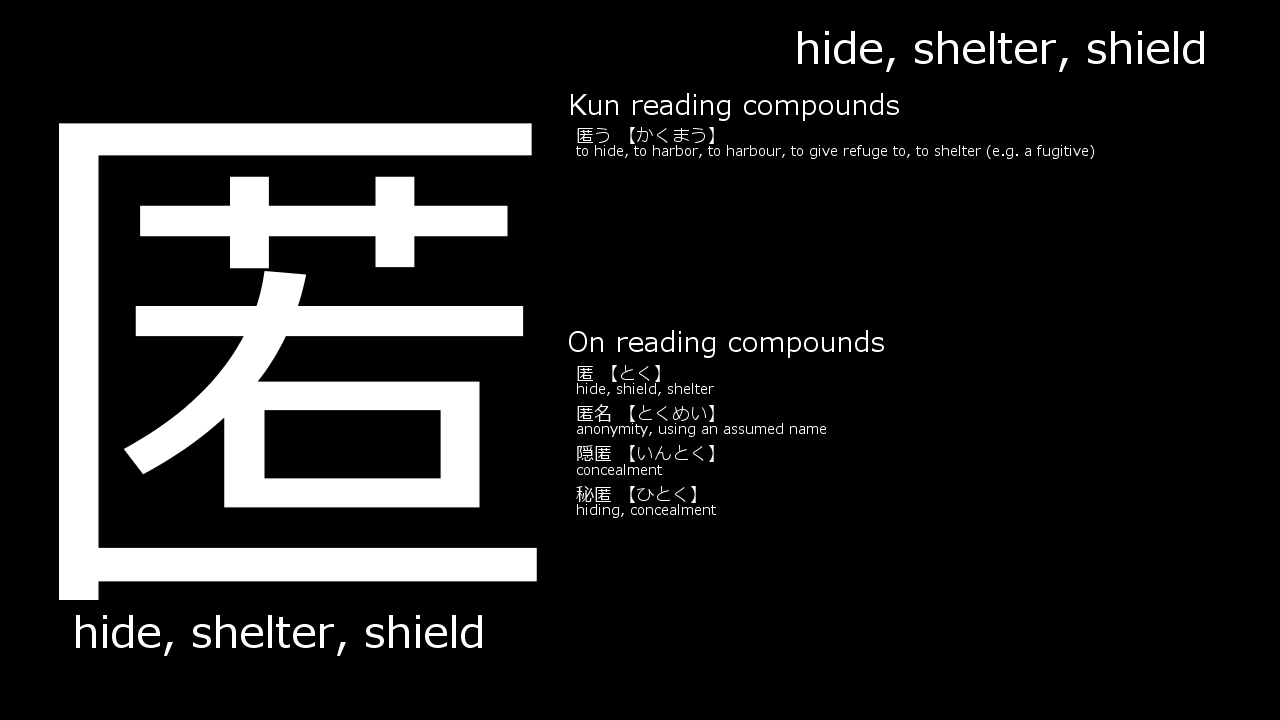 hide, shelter, shield
匿
hide, shelter, shield
Kun reading compounds
匿う 【かくまう】
to hide, to harbor, to harbour, to give refuge to, to shelter (e.g. a fugitive)
On reading compounds
匿 【とく】
hide, shield, shelter
匿名 【とくめい】
anonymity, using an assumed name
隠匿 【いんとく】
concealment
秘匿 【ひとく】
hiding, concealment